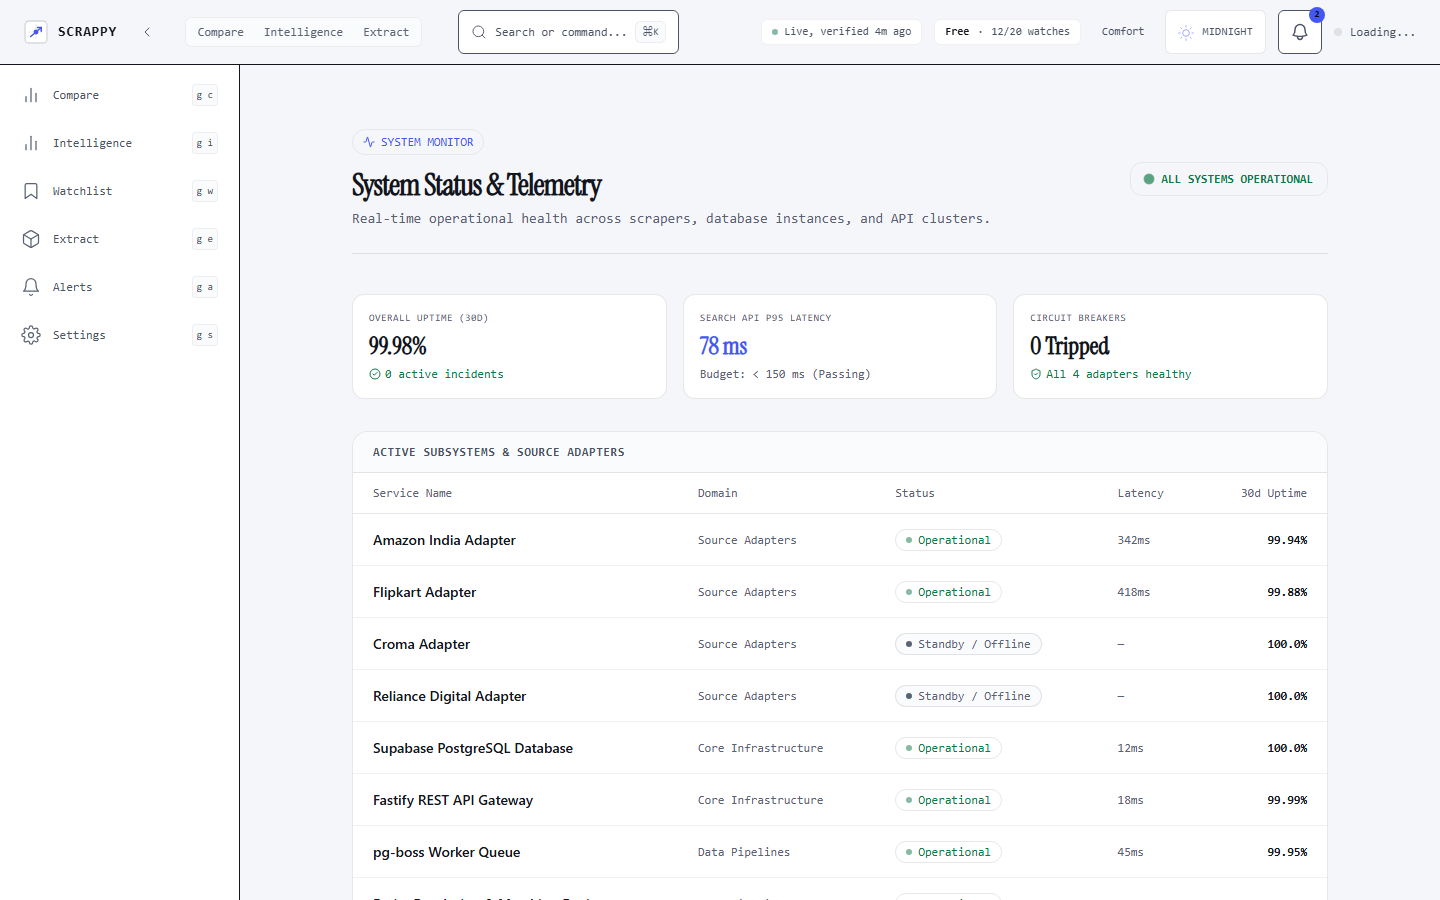 SCRAPPY
Compare Intelligence Extract
Search or command... ⌘K
Live, verified 4m ago
Free · 12/20 watches
Comfort
MIDNIGHT
2
Loading...
Compare g c
Intelligence g i
Watchlist g w
Extract g e
Alerts g a
Settings g s
SYSTEM MONITOR
System Status & Telemetry
Real-time operational health across scrapers, database instances, and API clusters.
ALL SYSTEMS OPERATIONAL
OVERALL UPTIME (30D)
99.98%
0 active incidents
SEARCH API P95 LATENCY
78 ms
Budget: < 150 ms (Passing)
CIRCUIT BREAKERS
0 Tripped
All 4 adapters healthy
ACTIVE SUBSYSTEMS & SOURCE ADAPTERS
Service Name Domain Status Latency 30d Uptime
Amazon India Adapter Source Adapters Operational 342ms 99.94%
Flipkart Adapter Source Adapters Operational 418ms 99.88%
Croma Adapter Source Adapters Standby / Offline — 100.0%
Reliance Digital Adapter Source Adapters Standby / Offline — 100.0%
Supabase PostgreSQL Database Core Infrastructure Operational 12ms 100.0%
Fastify REST API Gateway Core Infrastructure Operational 18ms 99.99%
pg-boss Worker Queue Data Pipelines Operational 45ms 99.95%